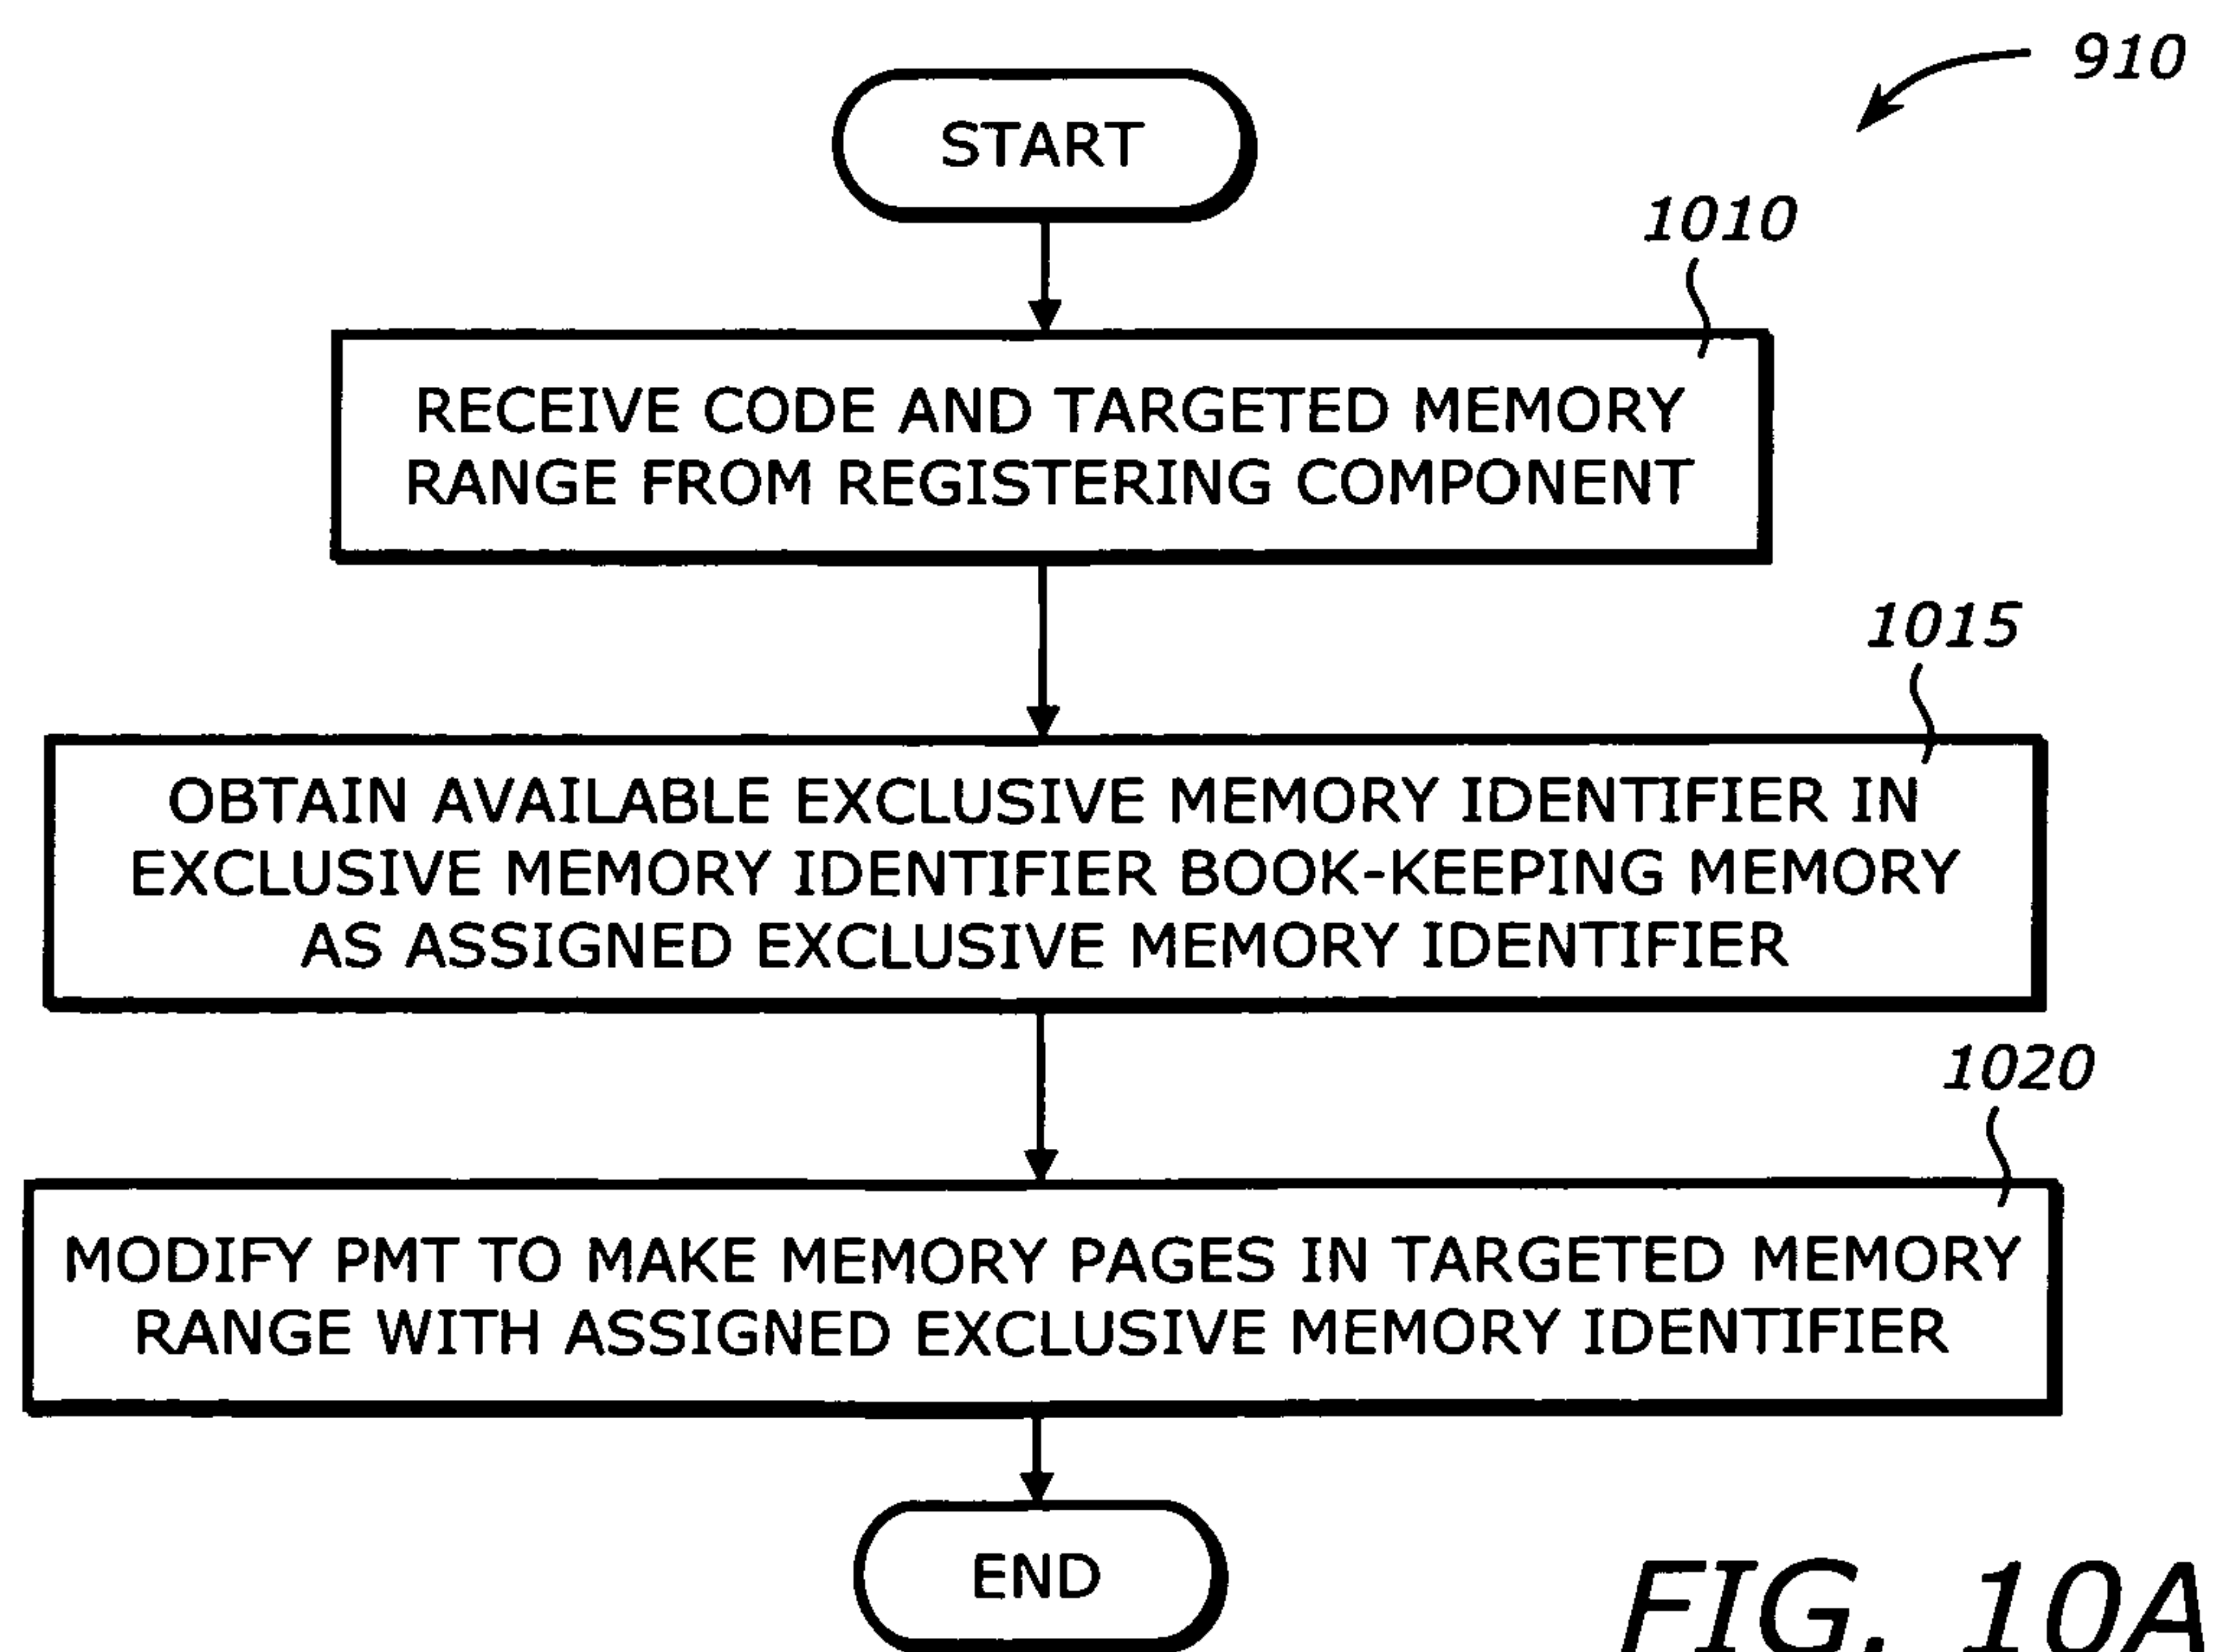 910
START
1010
RECEIVE CODE AND TARGETED MEMORY
RANGE FROM REGISTERING COMPONENT
1015
OBTAIN AVAILABLE EXCLUSIVE MEMORY IDENTIFIER IN
EXCLUSIVE MEMORY IDENTIFIER BOOK-KEEPING MEMORY
AS ASSIGNED EXCLUSIVE MEMORY IDENTIFIER
1020
MODIFY PMT TO MAKE MEMORY PAGES IN TARGETED MEMORY
RANGE WITH ASSIGNED EXCLUSIVE MEMORY IDENTIFIER
END
FIG. 10A